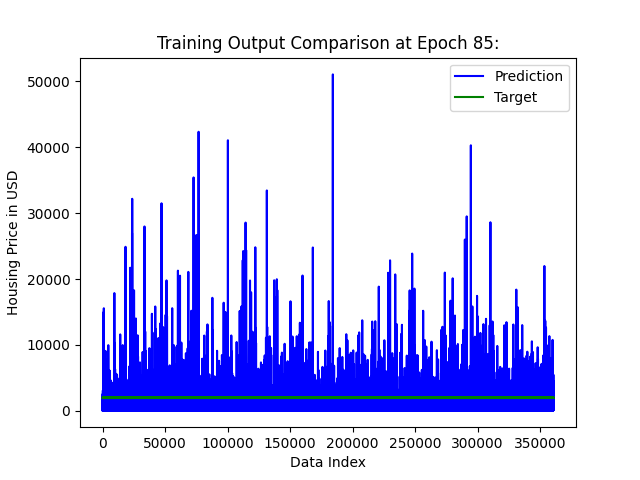 Training Output Comparison at Epoch 85:
Prediction
Target
Housing Price in USD
50000
40000
30000
20000
10000
0
0 50000 100000 150000 200000 250000 300000 350000
Data Index